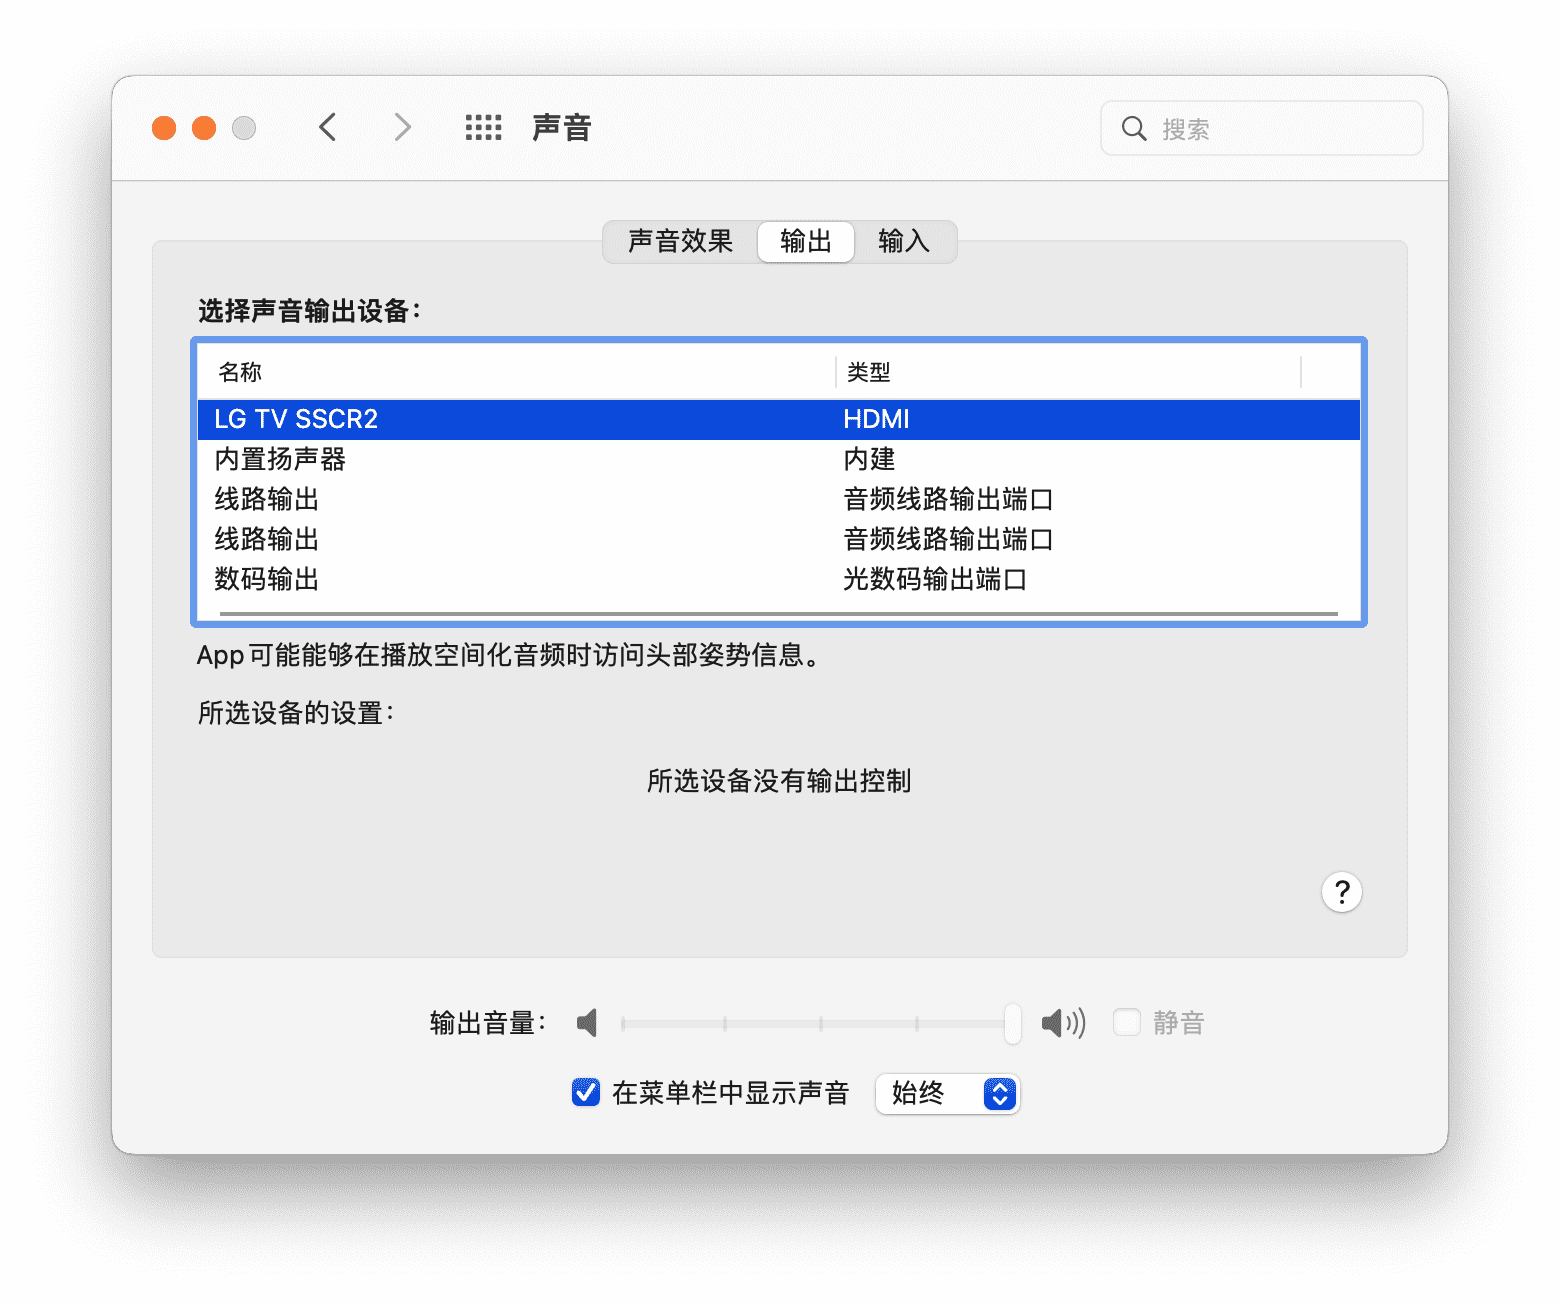 声音
搜索
声音效果 输出 输入
选择声音输出设备：
名称 类型
LG TV SSCR2 HDMI
内置扬声器 内建
线路输出 音频线路输出端口
线路输出 音频线路输出端口
数码输出 光数码输出端口
App 可能能够在播放空间化音频时访问头部姿势信息。
所选设备的设置：
所选设备没有输出控制
?
输出音量： 静音
在菜单栏中显示声音 始终